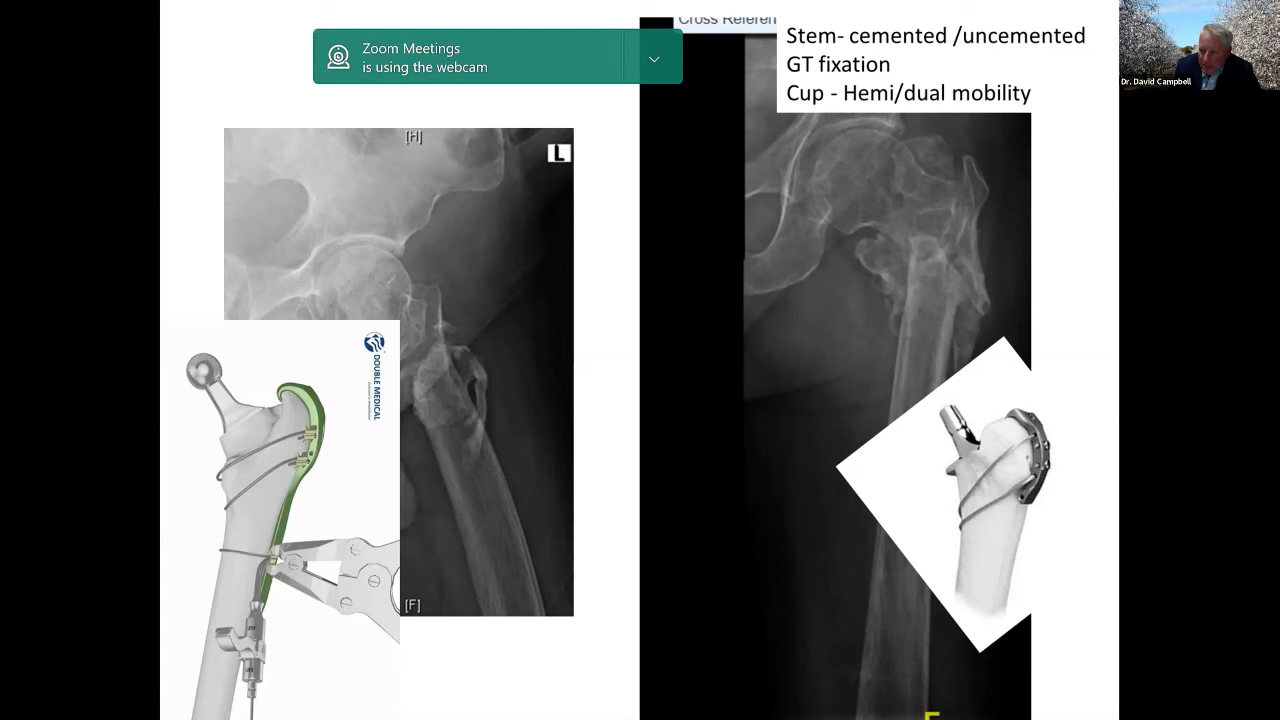 Zoom Meetings
is using the webcam
Cross Referen
Stem- cemented /uncemented
GT fixation
Cup - Hemi/dual mobility
Dr. David Campbell
[H]
L
DOUBLE MEDICAL
[F]